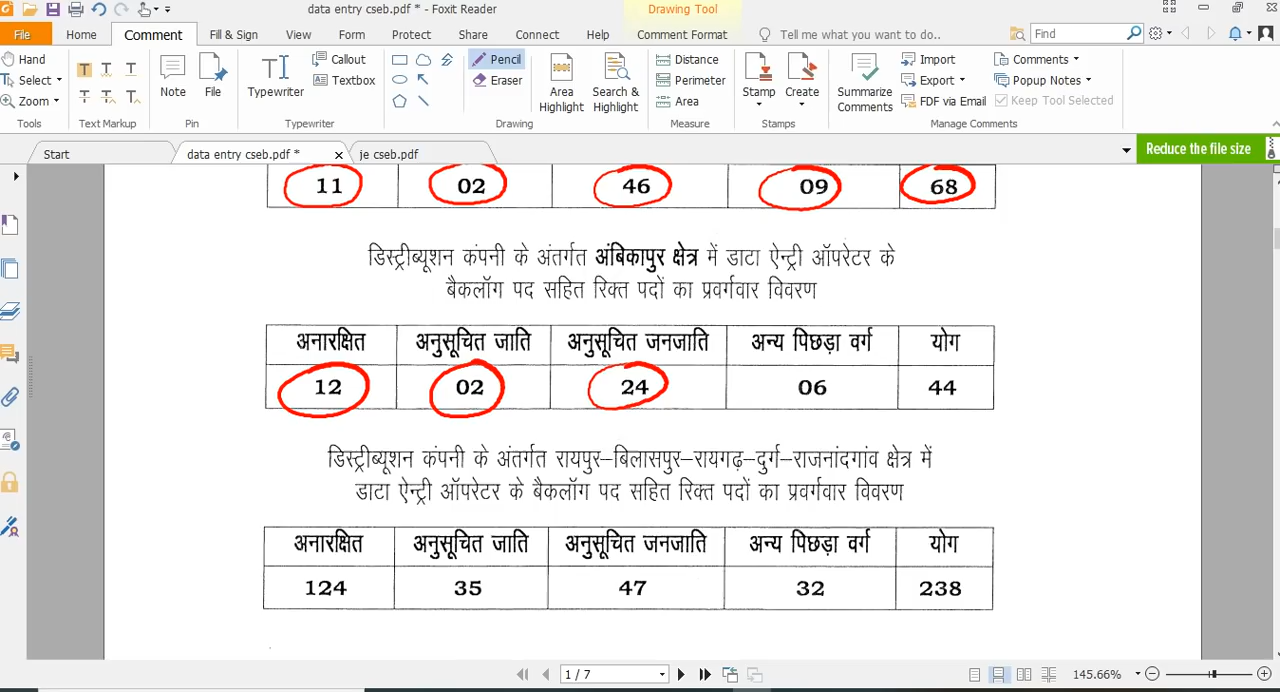 data entry cseb.pdf * - Foxit Reader
Drawing Tool
File Home Comment Fill & Sign View Form Protect Share Connect Help Comment Format Tell me what you want to do.. Find
Hand
Select
Zoom
Tools
T T T
T T T
Text Markup
Note
File
Pin
Typewriter
Callout
Textbox
Typewriter
Pencil
Eraser
Area Highlight
Search & Highlight
Drawing
Distance
Perimeter
Area
Measure
Stamp
Create
Stamps
Summarize Comments
Import
Export
FDF via Email
Comments
Popup Notes
Keep Tool Selected
Manage Comments
Start data entry cseb.pdf * je cseb.pdf Reduce the file size
11 02 46 09 68
डिस्ट्रीब्यूशन कंपनी के अंतर्गत अंबिकापुर क्षेत्र में डाटा ऐन्ट्री ऑपरेटर के
बैकलॉग पद सहित रिक्त पदों का प्रवर्गवार विवरण
अनारक्षित अनुसूचित जाति अनुसूचित जनजाति अन्य पिछड़ा वर्ग योग
12 02 24 06 44
डिस्ट्रीब्यूशन कंपनी के अंतर्गत रायपुर–बिलासपुर–रायगढ़–दुर्ग–राजनांदगांव क्षेत्र में
डाटा ऐन्ट्री ऑपरेटर के बैकलॉग पद सहित रिक्त पदों का प्रवर्गवार विवरण
अनारक्षित अनुसूचित जाति अनुसूचित जनजाति अन्य पिछड़ा वर्ग योग
124 35 47 32 238
1 / 7 145.66%